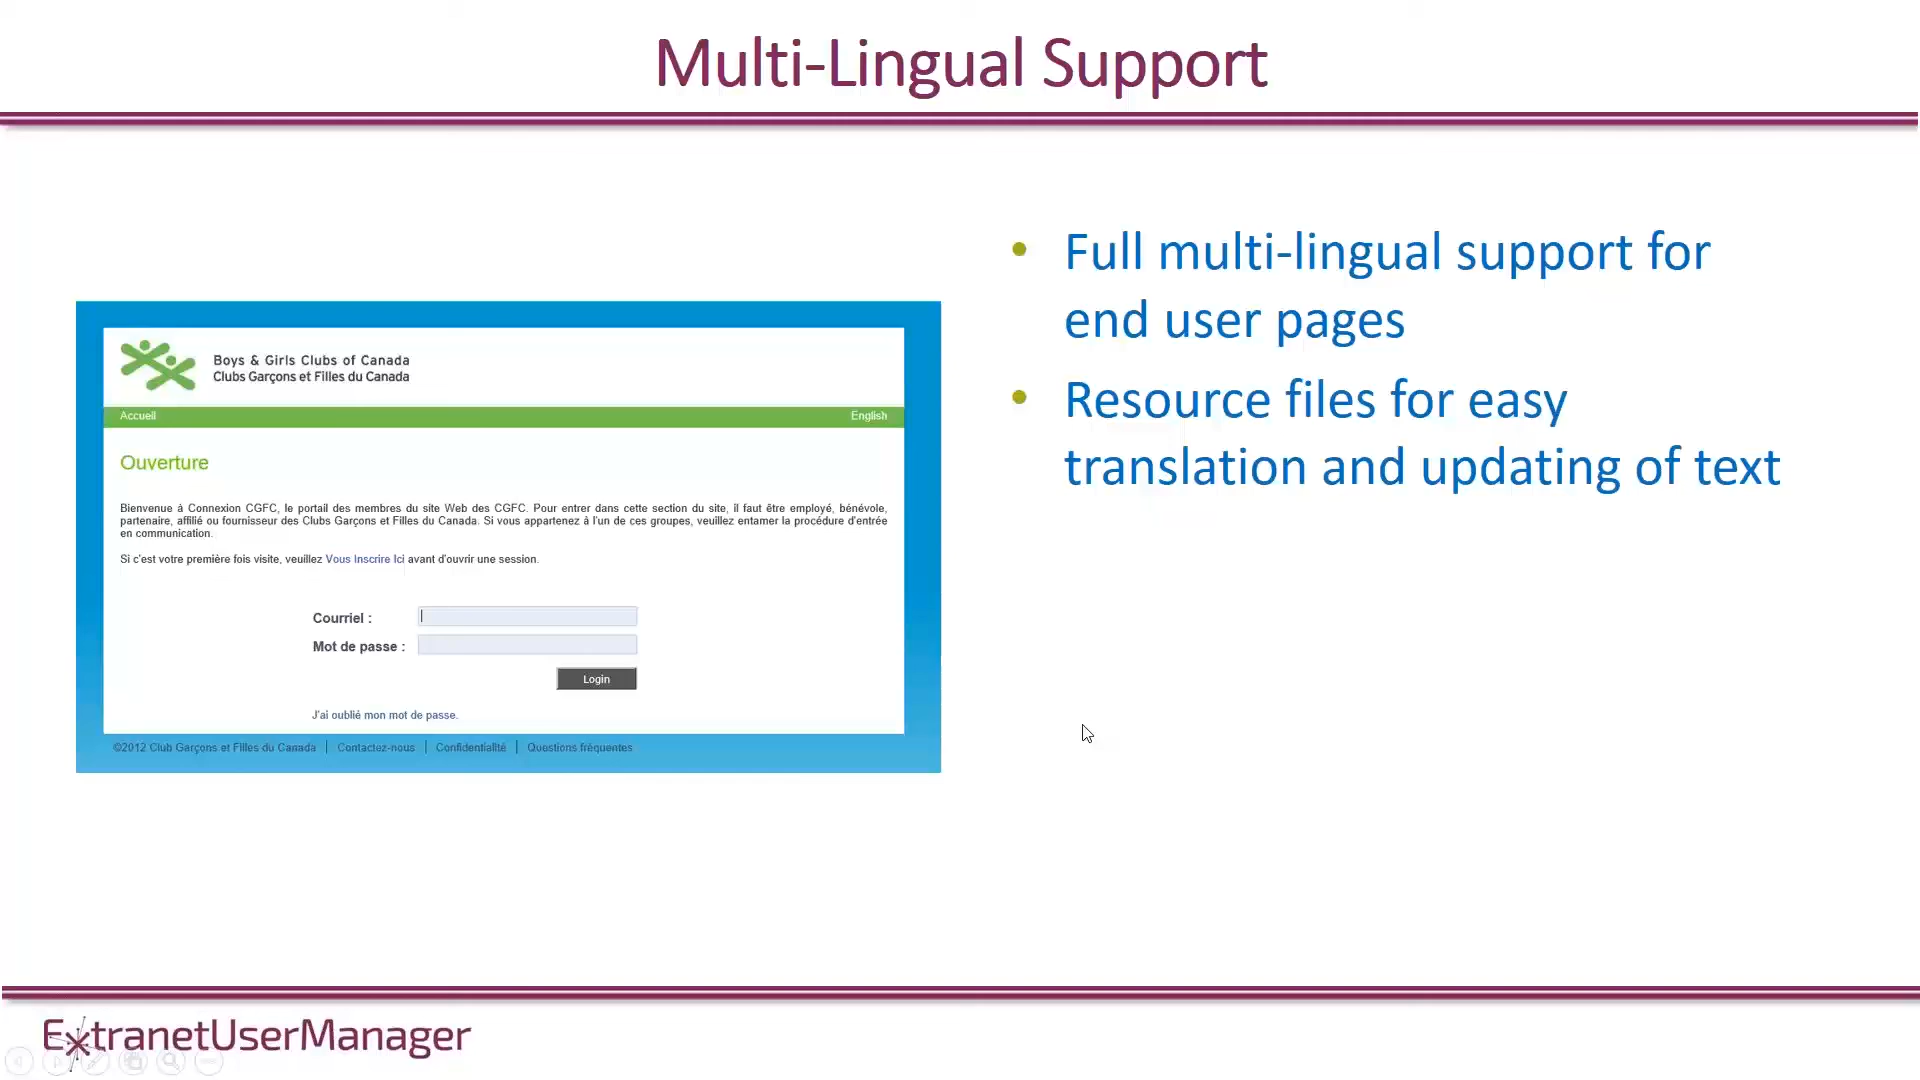 Multi-Lingual Support
Boys & Girls Clubs of Canada
Clubs Garçons et Filles du Canada
Accueil
English
Ouverture
Bienvenue à Connexion CGFC, le portail des membres du site Web des CGFC. Pour entrer dans cette section du site, il faut être employé, bénévole,
partenaire, affilié ou fournisseur des Clubs Garçons et Filles du Canada. Si vous appartenez à l'un de ces groupes, veuillez entamer la procédure d'entrée
en communication.
Si c'est votre première fois visite, veuillez Vous Inscrire Ici avant d'ouvrir une session.
Courriel :
Mot de passe :
Login
J'ai oublié mon mot de passe.
©2012 Club Garçons et Filles du Canada | Contactez-nous | Confidentialité | Questions fréquentes
• Full multi-lingual support for
end user pages
• Resource files for easy
translation and updating of text
ExtranetUserManager